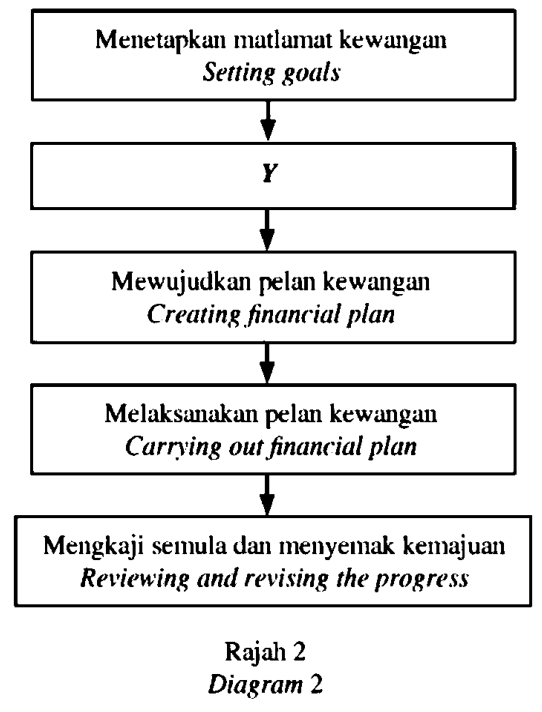 Menetapkan matlamat kewangan
Setting goals
Y
Mewujudkan pelan kewangan
Creating financial plan
Melaksanakan pelan kewangan
Carrying out financial plan
Mengkaji semula dan menyemak kemajuan
Reviewing and revising the progress
Rajah 2
Diagram 2